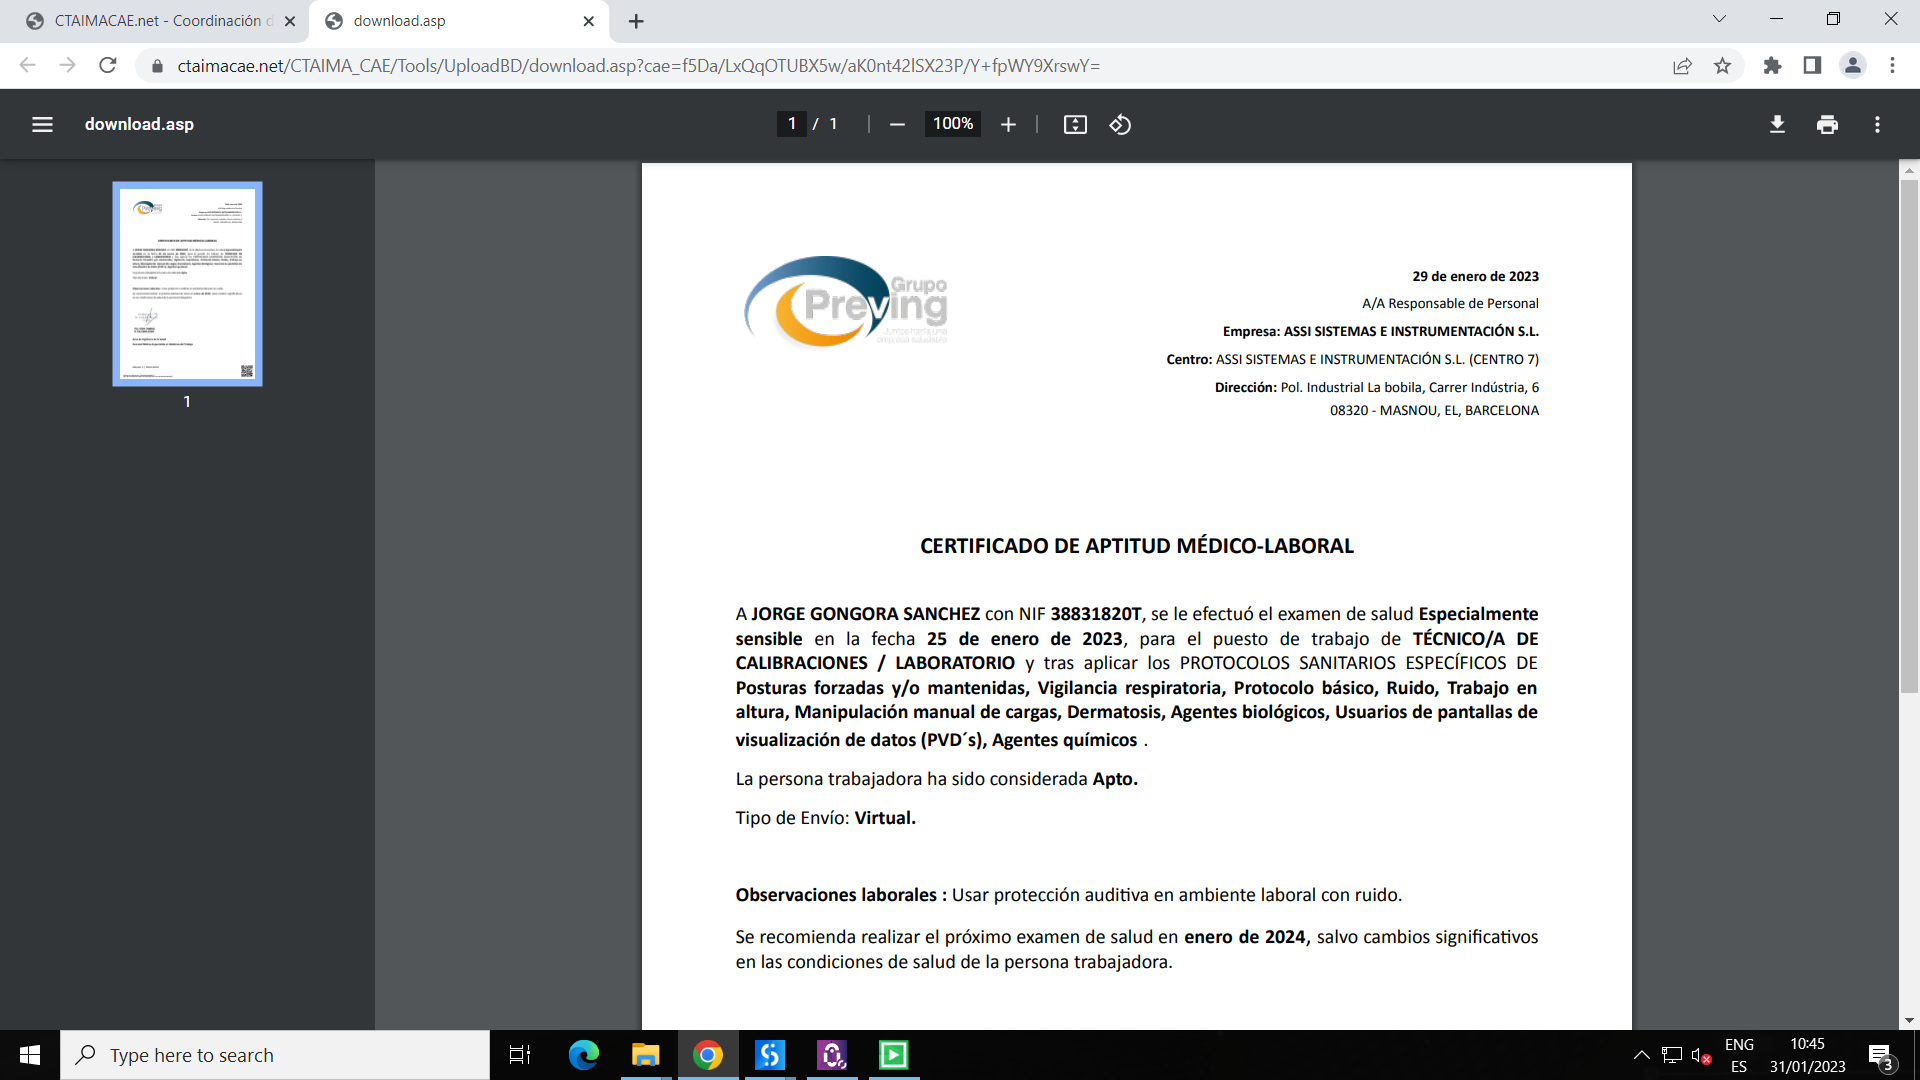 CTAIMACAE.net - Coordinación d
download.asp
ctaimacae.net/CTAIMA_CAE/Tools/UploadBD/download.asp?cae=f5Da/LxQqOTUBX5w/aK0nt42lSX23P/Y+fpWY9XrswY=
download.asp
1 / 1
100%
1
Grupo
Preving
Juntos hacia una
empresa saludable
29 de enero de 2023
A/A Responsable de Personal
Empresa: ASSI SISTEMAS E INSTRUMENTACIÓN S.L.
Centro: ASSI SISTEMAS E INSTRUMENTACIÓN S.L. (CENTRO 7)
Dirección: Pol. Industrial La bobila, Carrer Indústria, 6
08320 - MASNOU, EL, BARCELONA
CERTIFICADO DE APTITUD MÉDICO-LABORAL
A JORGE GONGORA SANCHEZ con NIF 38831820T, se le efectuó el examen de salud Especialmente
sensible en la fecha 25 de enero de 2023, para el puesto de trabajo de TÉCNICO/A DE
CALIBRACIONES / LABORATORIO y tras aplicar los PROTOCOLOS SANITARIOS ESPECÍFICOS DE
Posturas forzadas y/o mantenidas, Vigilancia respiratoria, Protocolo básico, Ruido, Trabajo en
altura, Manipulación manual de cargas, Dermatosis, Agentes biológicos, Usuarios de pantallas de
visualización de datos (PVD´s), Agentes químicos .
La persona trabajadora ha sido considerada Apto.
Tipo de Envío: Virtual.
Observaciones laborales : Usar protección auditiva en ambiente laboral con ruido.
Se recomienda realizar el próximo examen de salud en enero de 2024, salvo cambios significativos
en las condiciones de salud de la persona trabajadora.
Type here to search
ENG
ES
10:45
31/01/2023
3